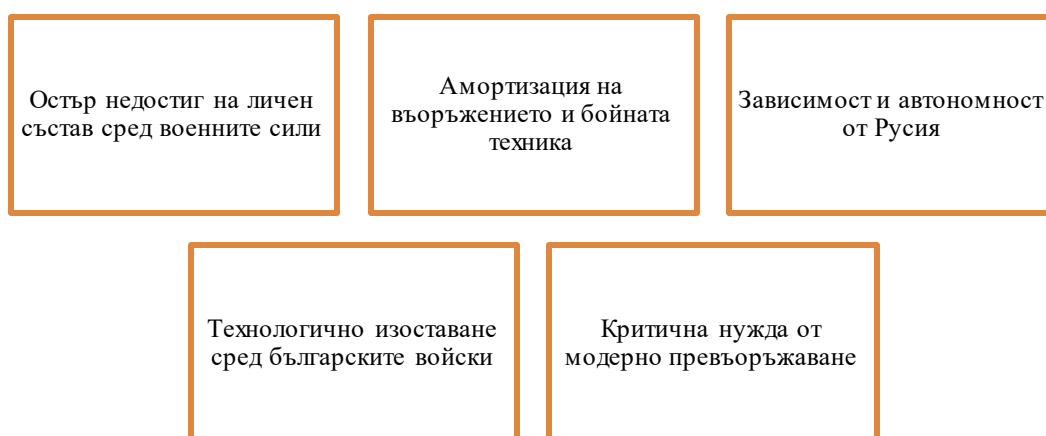 Остър недостиг на личен
състав сред военните сили
Амортизация на
въоръжението и бойната
техника
Зависимост и автономност
от Русия
Технологично изоставане
сред българските войски
Критична нужда от
модерно превъоръжаване